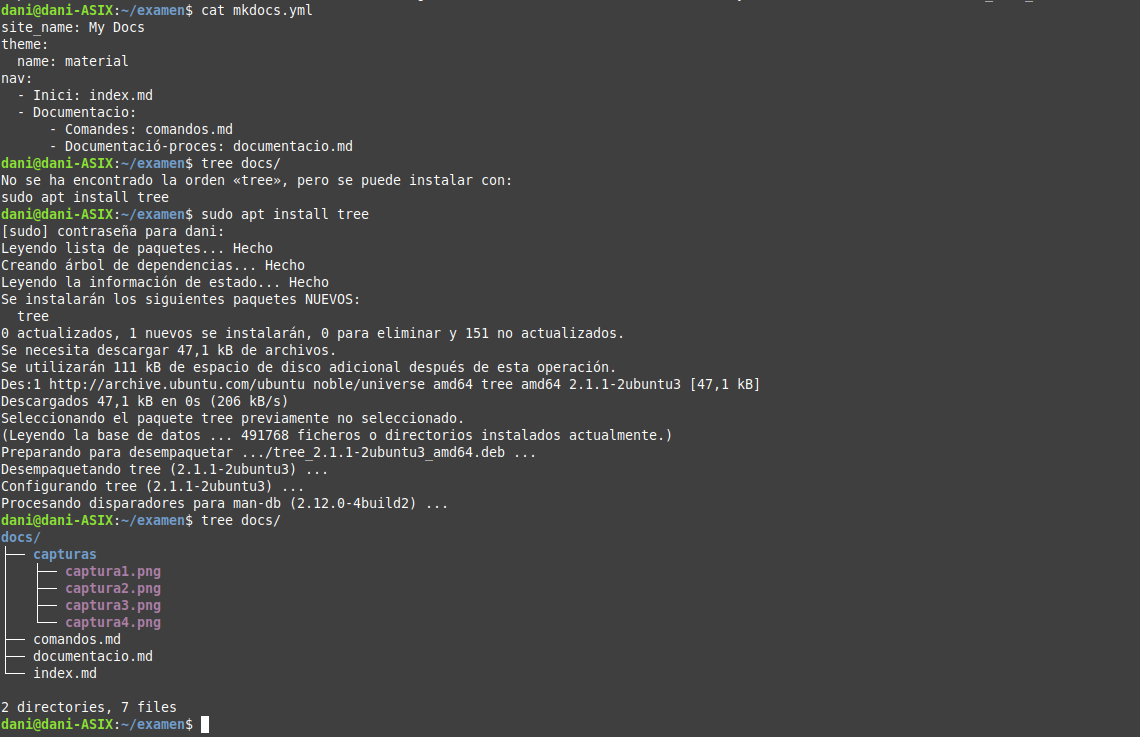 dani@dani-ASIX:~/examen$ cat mkdocs.yml
site_name: My Docs
theme:
  name: material
nav:
  - Inici: index.md
  - Documentacio:
      - Comandes: comandos.md
      - Documentació-proces: documentacio.md
dani@dani-ASIX:~/examen$ tree docs/
No se ha encontrado la orden «tree», pero se puede instalar con:
sudo apt install tree
dani@dani-ASIX:~/examen$ sudo apt install tree
[sudo] contraseña para dani:
Leyendo lista de paquetes... Hecho
Creando árbol de dependencias... Hecho
Leyendo la información de estado... Hecho
Se instalarán los siguientes paquetes NUEVOS:
  tree
0 actualizados, 1 nuevos se instalarán, 0 para eliminar y 151 no actualizados.
Se necesita descargar 47,1 kB de archivos.
Se utilizarán 111 kB de espacio de disco adicional después de esta operación.
Des:1 http://archive.ubuntu.com/ubuntu noble/universe amd64 tree amd64 2.1.1-2ubuntu3 [47,1 kB]
Descargados 47,1 kB en 0s (206 kB/s)
Seleccionando el paquete tree previamente no seleccionado.
(Leyendo la base de datos ... 491768 ficheros o directorios instalados actualmente.)
Preparando para desempaquetar .../tree_2.1.1-2ubuntu3_amd64.deb ...
Desempaquetando tree (2.1.1-2ubuntu3) ...
Configurando tree (2.1.1-2ubuntu3) ...
Procesando disparadores para man-db (2.12.0-4build2) ...
dani@dani-ASIX:~/examen$ tree docs/
docs/
├── capturas
│   ├── captura1.png
│   ├── captura2.png
│   ├── captura3.png
│   └── captura4.png
├── comandos.md
├── documentacio.md
└── index.md

2 directories, 7 files
dani@dani-ASIX:~/examen$